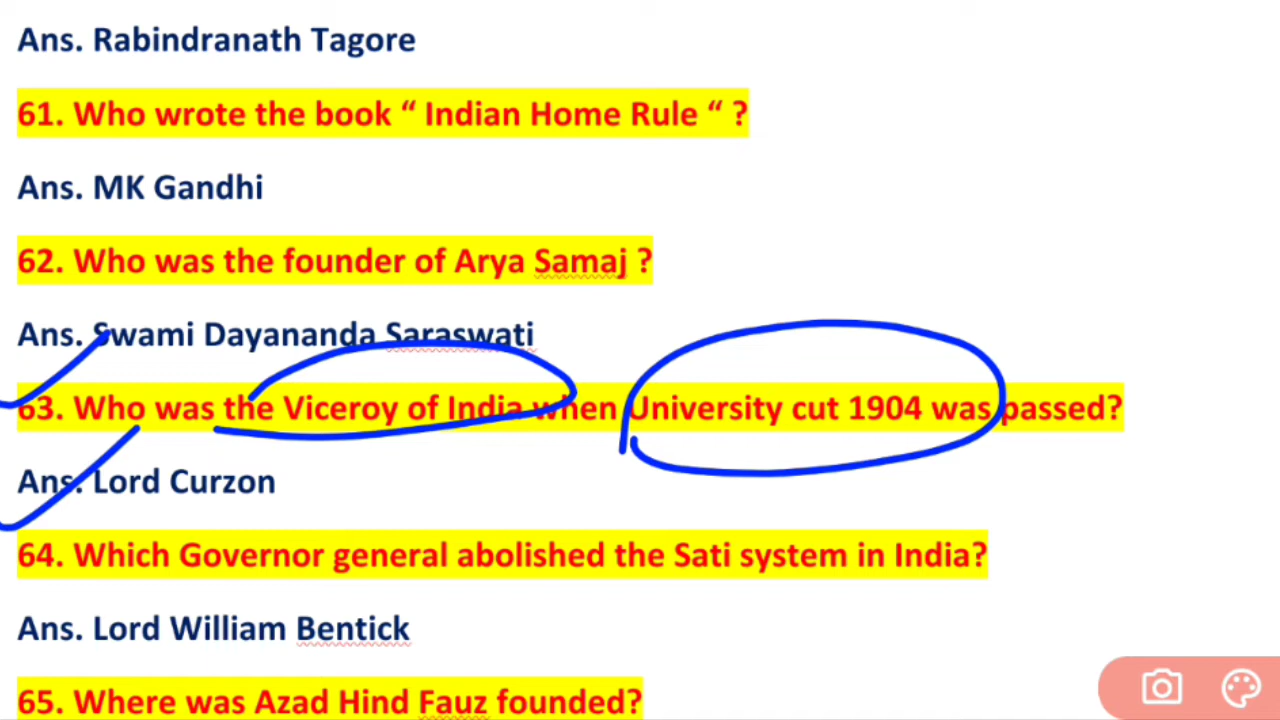 Ans. Rabindranath Tagore
61. Who wrote the book “ Indian Home Rule “ ?
Ans. MK Gandhi
62. Who was the founder of Arya Samaj ?
Ans. Swami Dayananda Saraswati
63. Who was the Viceroy of India when University cut 1904 was passed?
Ans. Lord Curzon
64. Which Governor general abolished the Sati system in India?
Ans. Lord William Bentick
65. Where was Azad Hind Fauz founded?